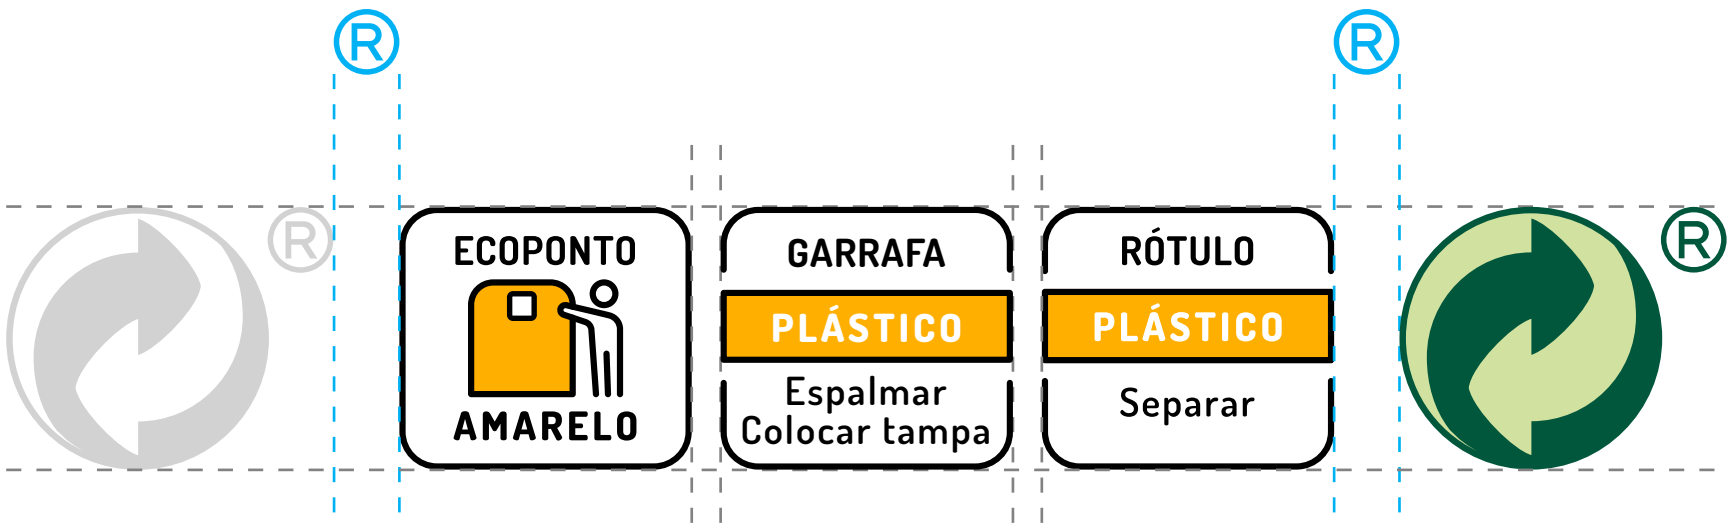 ®
®
®
ECOPONTO
AMARELO
GARRAFA
PLÁSTICO
Espalmar
Colocar tampa
RÓTULO
PLÁSTICO
Separar
®